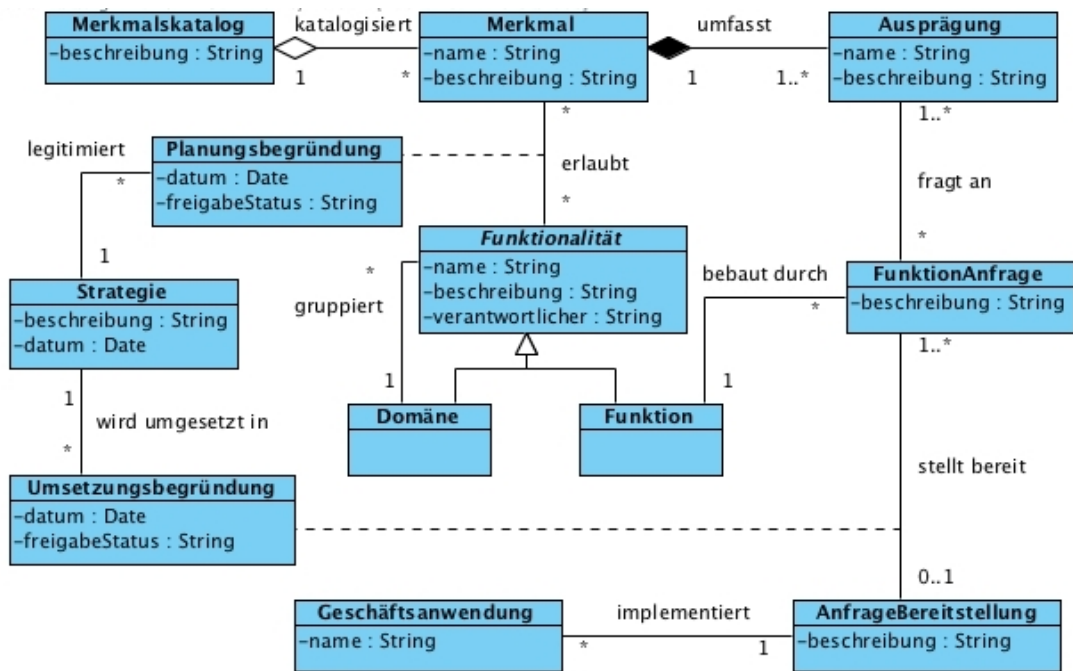 Merkmalskatalog
-beschreibung : String
katalogisiert
1
*
Merkmal
-name : String
-beschreibung : String
umfasst
1
1..*
Ausprägung
-name : String
-beschreibung : String
legitimiert
*
1
Planungsbegründung
-datum : Date
-freigabeStatus : String
*
erlaubt
*
1..*
fragt an
*
Strategie
-beschreibung : String
-datum : Date
*
gruppiert
1
Funktionalität
-name : String
-beschreibung : String
-verantwortlicher : String
bebaut durch
*
1
FunktionAnfrage
-beschreibung : String
1
wird umgesetzt in
*
Domäne
Funktion
1..*
stellt bereit
0..1
Umsetzungsbegründung
-datum : Date
-freigabeStatus : String
Geschäftsanwendung
-name : String
implementiert
*
1
AnfrageBereitstellung
-beschreibung : String